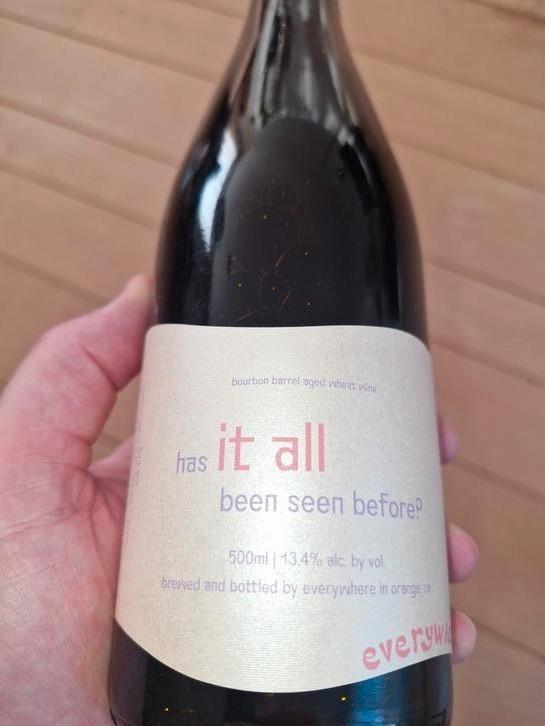 bourbon barrel-aged wheat wine
has it all
been seen before?
500ml | 13.4% alc. by vol.
brewed and bottled by everywhere in orange, ca